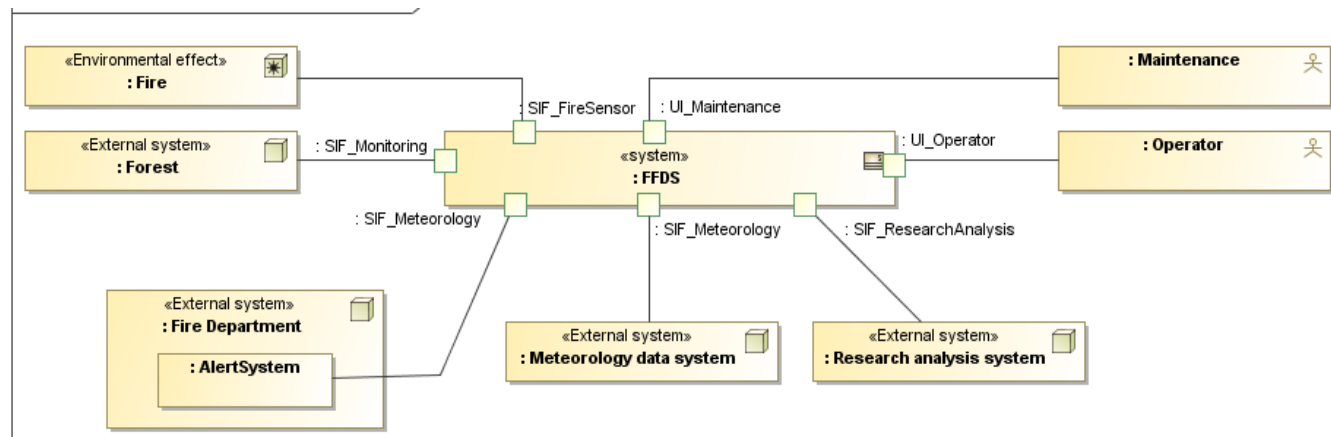 «Environmental effect»
: Fire
: Maintenance
: SIF_FireSensor
: UI_Maintenance
«External system»
: Forest
: SIF_Monitoring
«system»
: FFDS
: UI_Operator
: Operator
: SIF_Meteorology
: SIF_Meteorology
: SIF_ResearchAnalysis
«External system»
: Fire Department
: AlertSystem
«External system»
: Meteorology data system
«External system»
: Research analysis system